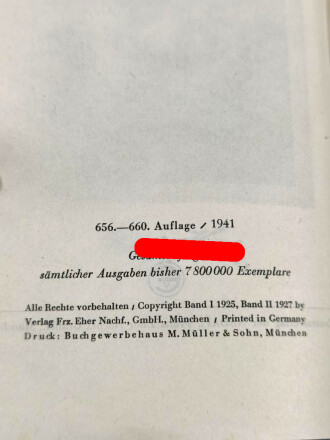 656.—660. Auflage / 1941
sämtlicher Ausgaben bisher 7 800 000 Exemplare
Alle Rechte vorbehalten / Copyright Band I 1925, Band II 1927 by
Verlag Frz. Eher Nachf., GmbH., München / Printed in Germany
Druck: Buchgewerbehaus M. Müller & Sohn, München